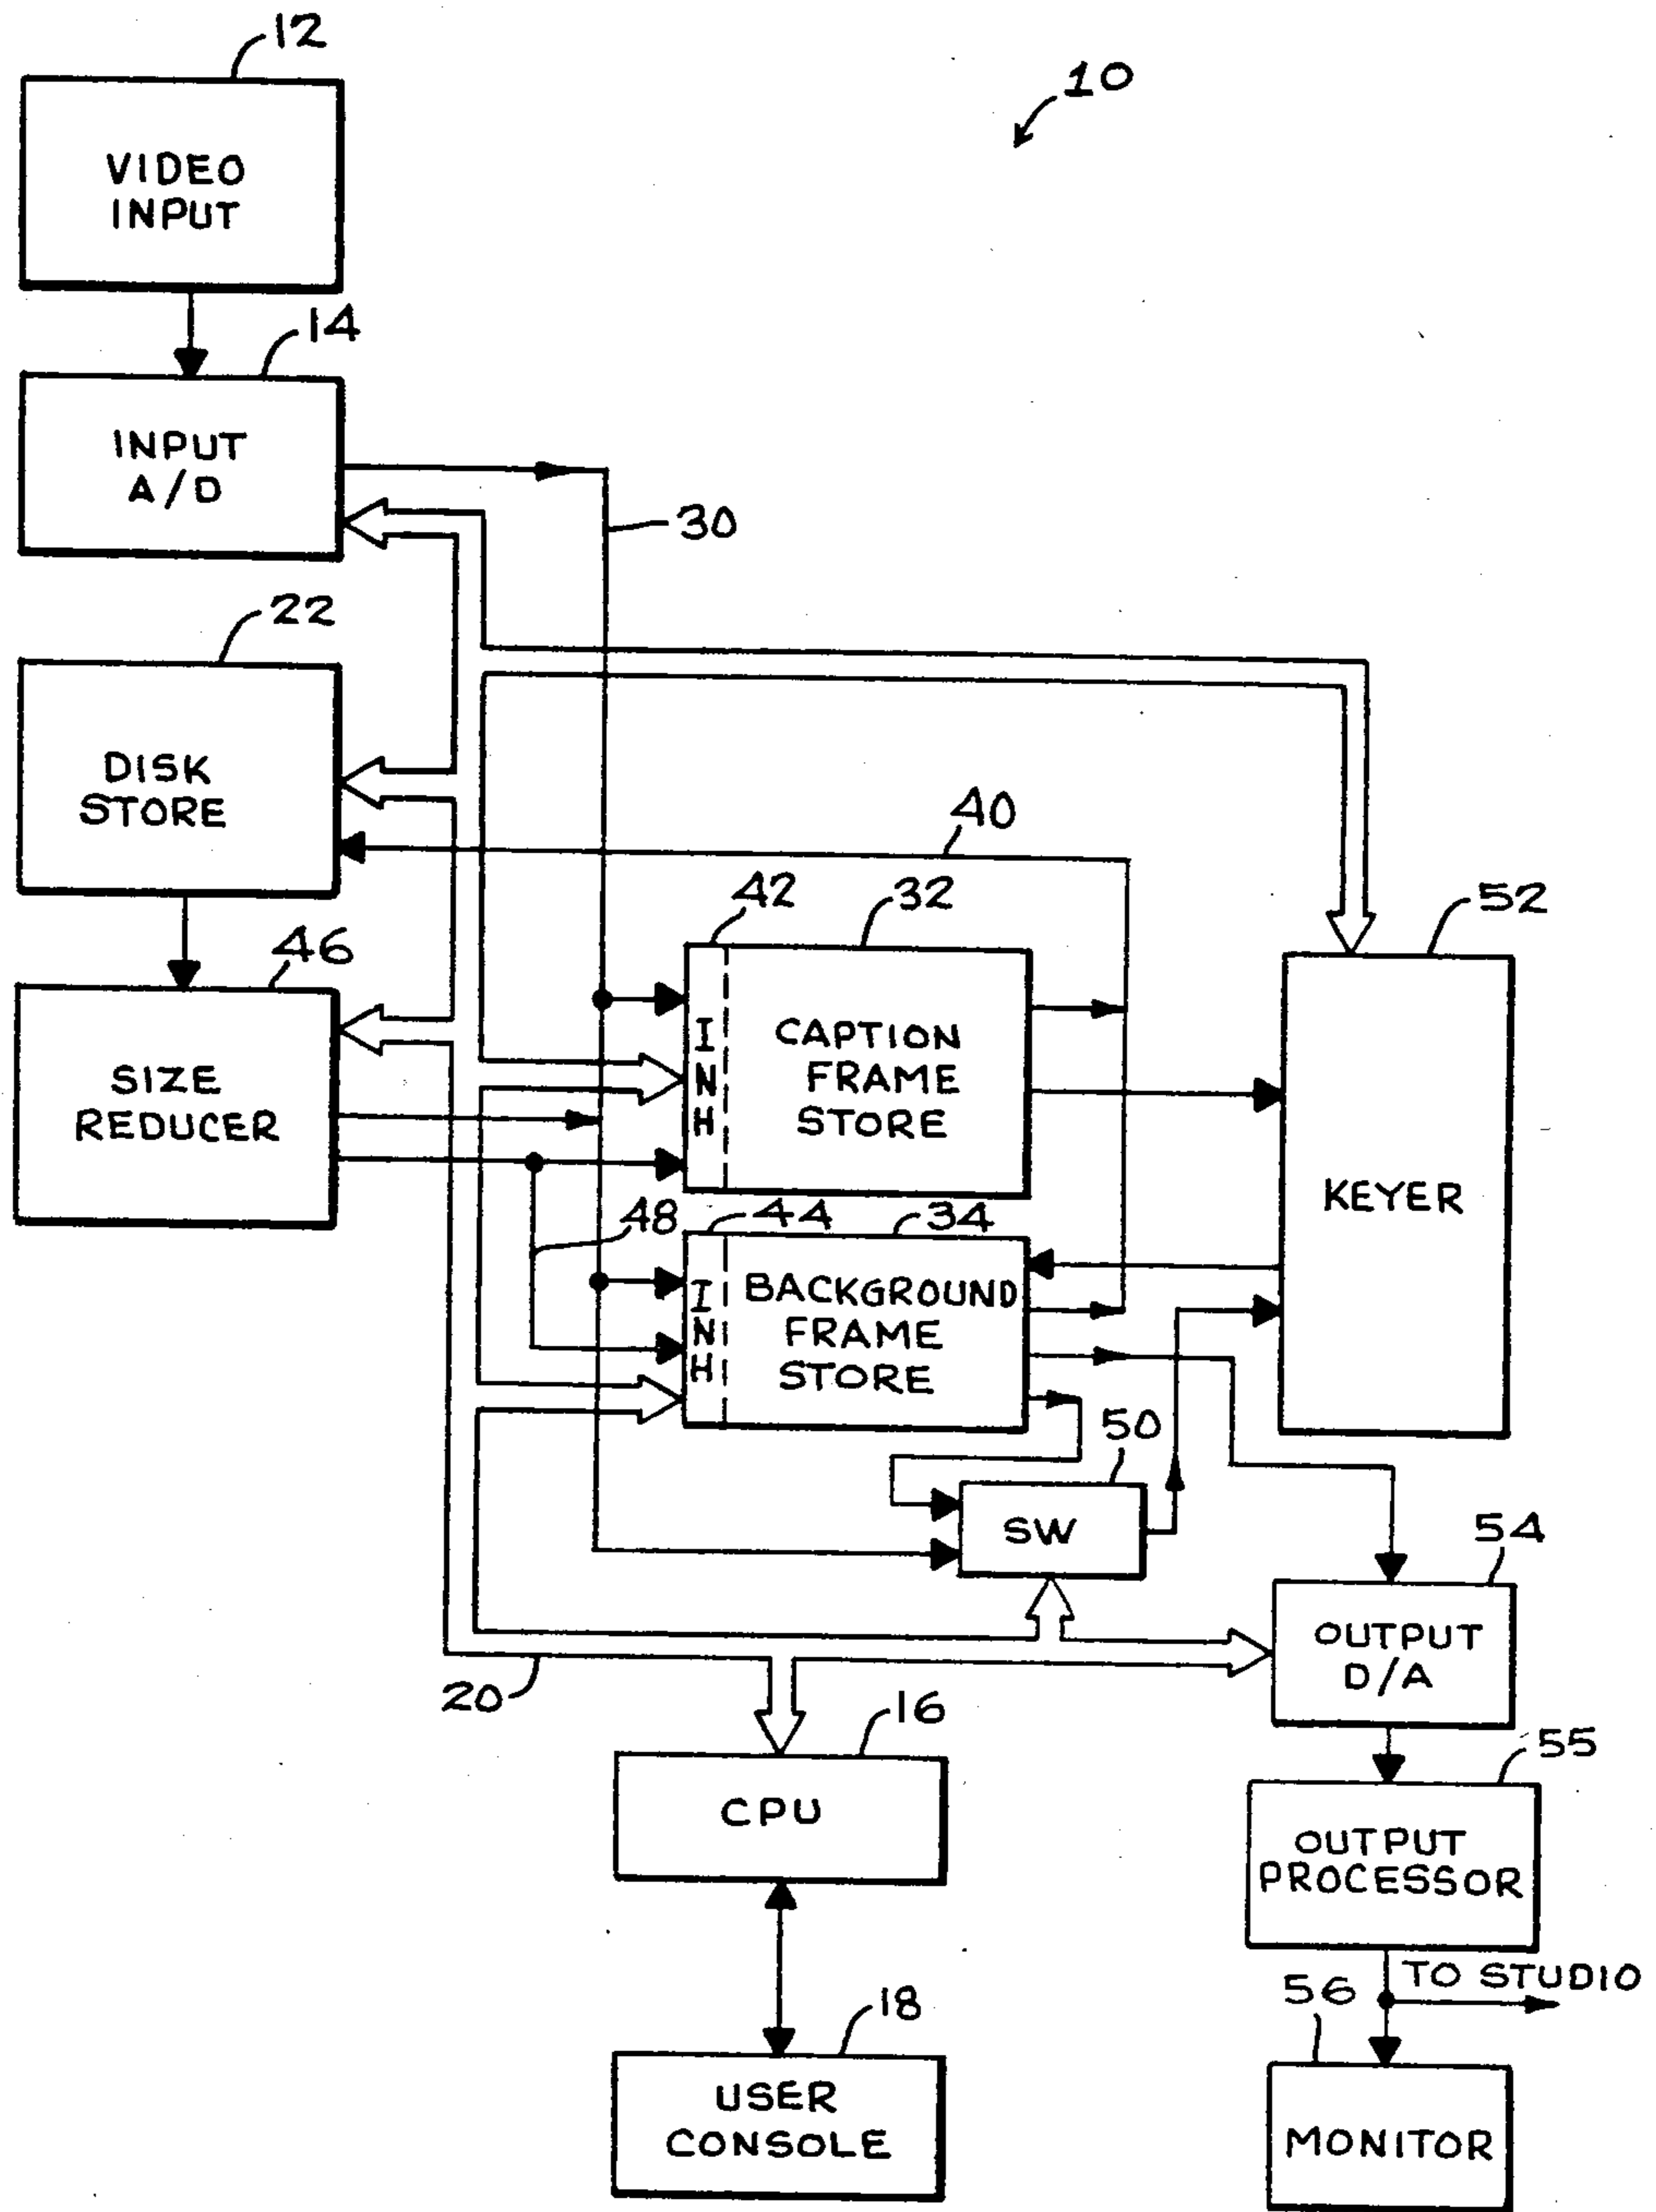 12
10
VIDEO
INPUT
14
INPUT
A/D
30
22
DISK
STORE
40
42
32
52
46
INH
CAPTION
FRAME
STORE
SIZE
REDUCER
KEYER
48
44
34
INH
BACKGROUND
FRAME
STORE
50
SW
54
OUTPUT
D/A
20
16
55
CPU
OUTPUT
PROCESSOR
TO STUDIO
56
18
USER
CONSOLE
MONITOR